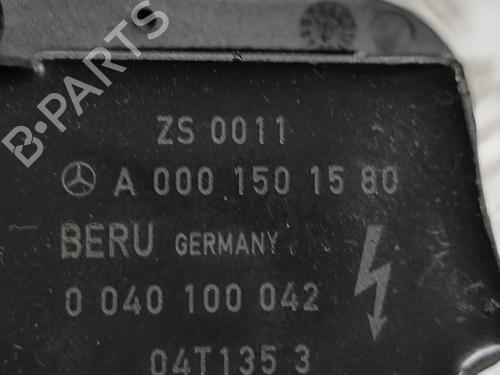 ZS 0011
A 000 150 15 80
BERU GERMANY
0 040 100 042
04T135 3
B-PARTS